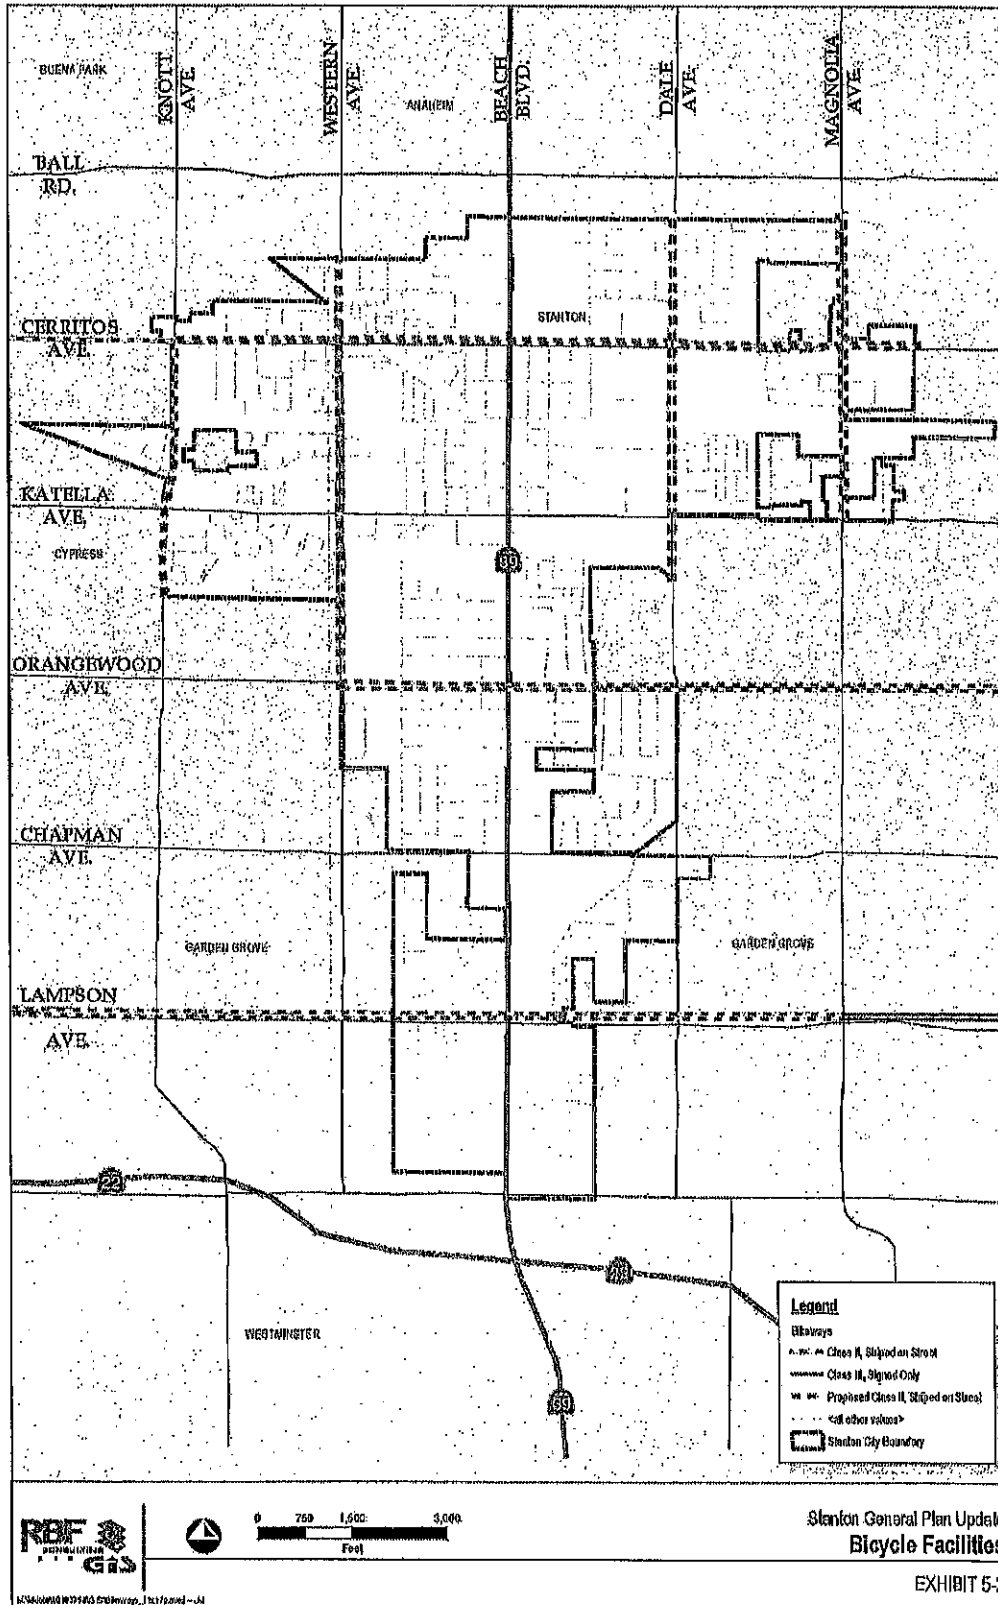 BUENA PARK
KNOTT
AVE.
WESTERN
AVE.
ANAHEIM
BEACH
BLVD.
DALE
AVE.
MAGNOLIA
AVE.
BALL
RD.
CERRITOS
AVE.
STANTON
KATELLA
AVE.
CYPRESS
39
ORANGEWOOD
AVE.
CHAPMAN
AVE.
GARDEN GROVE
GARDEN GROVE
LAMPSON
AVE.
22
WESTMINSTER
Legend
Bikeways
Class II, Striped on Street
Class III, Signed Only
Proposed Class II, Striped on Street
<all other values>
Stanton City Boundary
RBF
CONSULTING
GIS
0 750 1,500 3,000
Feet
Stanton General Plan Updat
Bicycle Facilities
EXHIBIT 5-